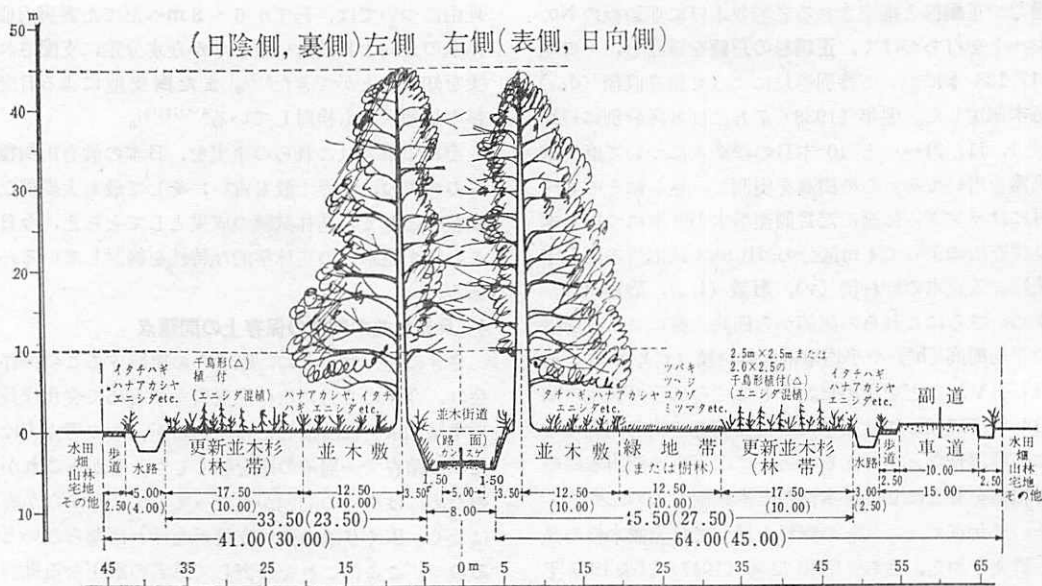 50 m
(日陰側,裏側)左側 右側(表側,日向側)
40
30
20
10
0
10
イタチハギ
ハナアカシヤ
エニシダetc.
千鳥形(△)
植付
(エニシダ混植)
ハナアカシヤ,イタチ
ハギ エニシダetc.
並木街道
イタチハギ,ハナアカシヤ
エニシダetc.
ツバキ
ツヽジ
コウゾ
ミツマタetc.
2.5m×2.5mまたは
2.0×2.5の
千鳥形植付(△)
(エニシダ混植)
イタチハギ
ハナアカシヤ
エニシダetc.
副道
水田
畑
山林
宅地
その他
歩道
水路
更新並木杉
(林帯)
並木敷
(路面)
並木敷
緑地帯
(または樹林)
更新並木杉
(林帯)
水路
歩道
車道
水田
畑
山林
宅地
その他
2.50
5.00
(4.00)
17.50
(10.00)
12.50
(10.00)
3.50
1.50
5.00
1.50
8.00
3.50
12.50
(10.00)
12.50
(10.00)
17.50
(10.00)
3.00
(2.50)
2.50
10.00
2.50
15.00
33.50(23.50)
45.50(27.50)
41.00(30.00)
64.00(45.00)
45 35 25 15 5 0m 5 15 25 35 45 55 65